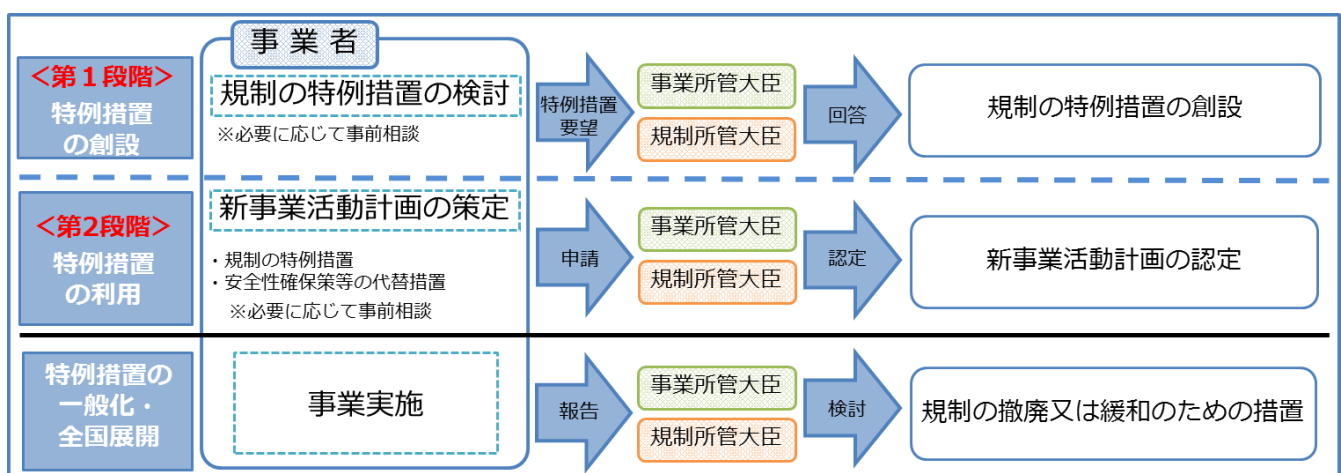 事業者
＜第１段階＞
特例措置
の創設
規制の特例措置の検討
※必要に応じて事前相談
特例措置
要望
事業所管大臣
規制所管大臣
回答
規制の特例措置の創設
＜第2段階＞
特例措置
の利用
新事業活動計画の策定
・規制の特例措置
・安全性確保策等の代替措置
※必要に応じて事前相談
申請
事業所管大臣
規制所管大臣
認定
新事業活動計画の認定
特例措置の
一般化・
全国展開
事業実施
報告
事業所管大臣
規制所管大臣
検討
規制の撤廃又は緩和のための措置